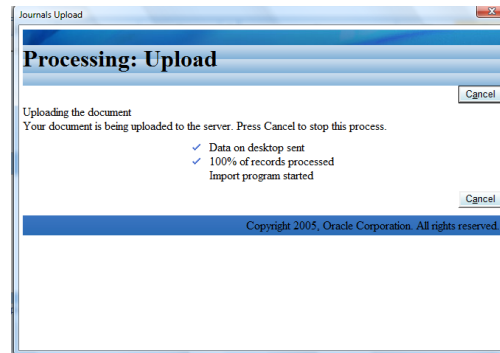 Journals Upload
Processing: Upload
Cancel
Uploading the document
Your document is being uploaded to the server. Press Cancel to stop this process.
✓ Data on desktop sent
✓ 100% of records processed
Import program started
Cancel
Copyright 2005, Oracle Corporation. All rights reserved.